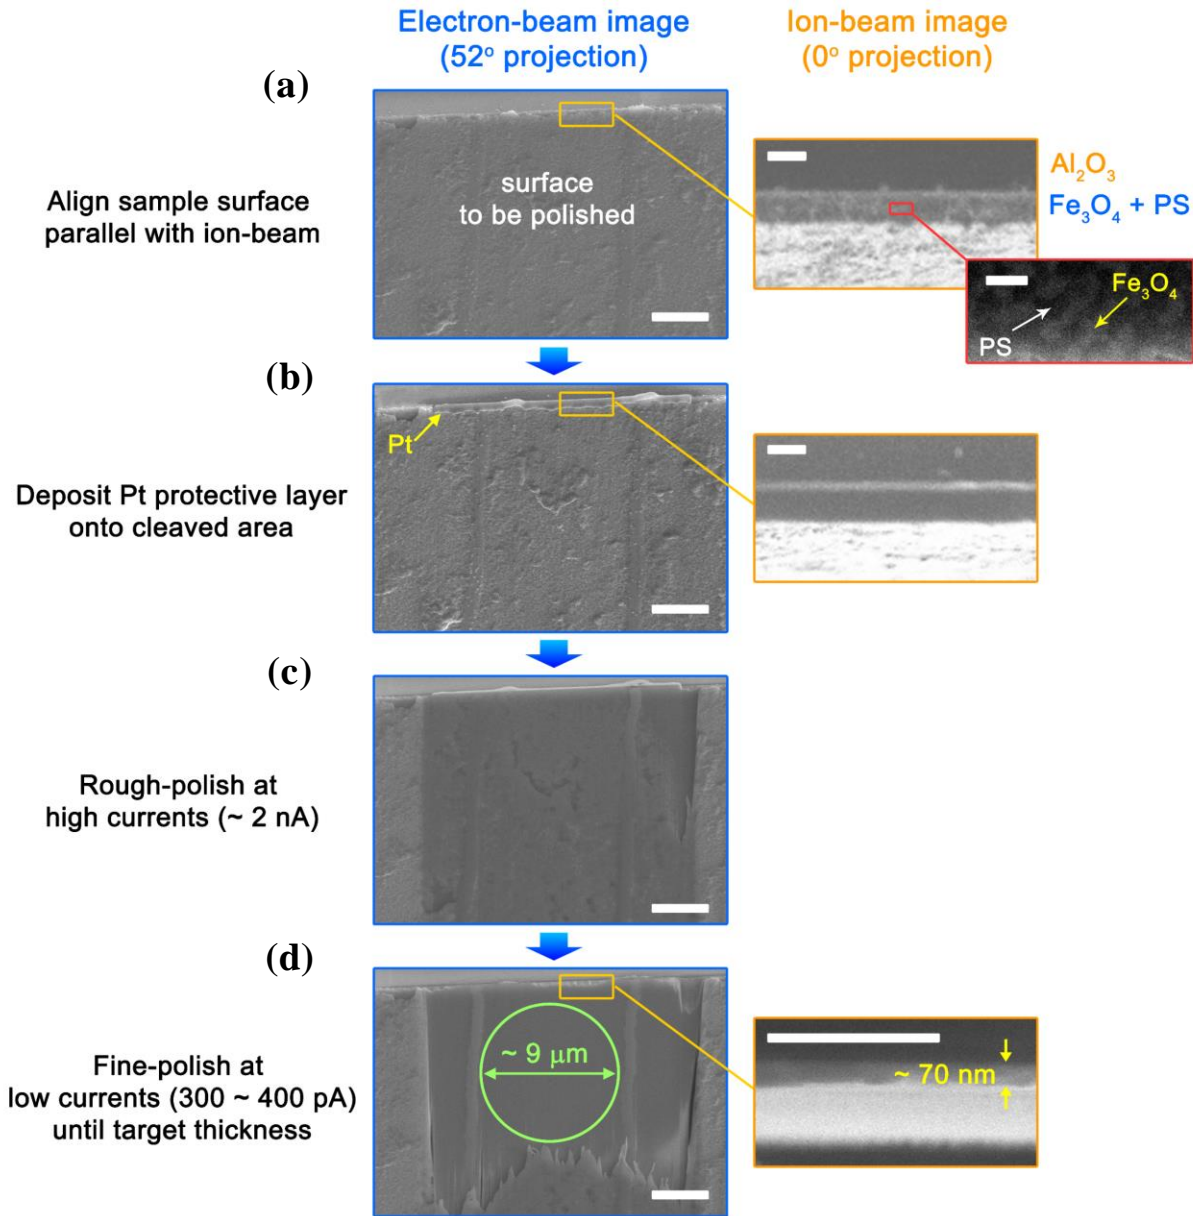 Electron-beam image
(52° projection)
Ion-beam image
(0° projection)
(a)
Align sample surface
parallel with ion-beam
surface
to be polished
Al₂O₃
Fe₃O₄ + PS
Fe₃O₄
PS
(b)
Deposit Pt protective layer
onto cleaved area
Pt
(c)
Rough-polish at
high currents (~ 2 nA)
(d)
Fine-polish at
low currents (300 ~ 400 pA)
until target thickness
~ 9 μm
~ 70 nm